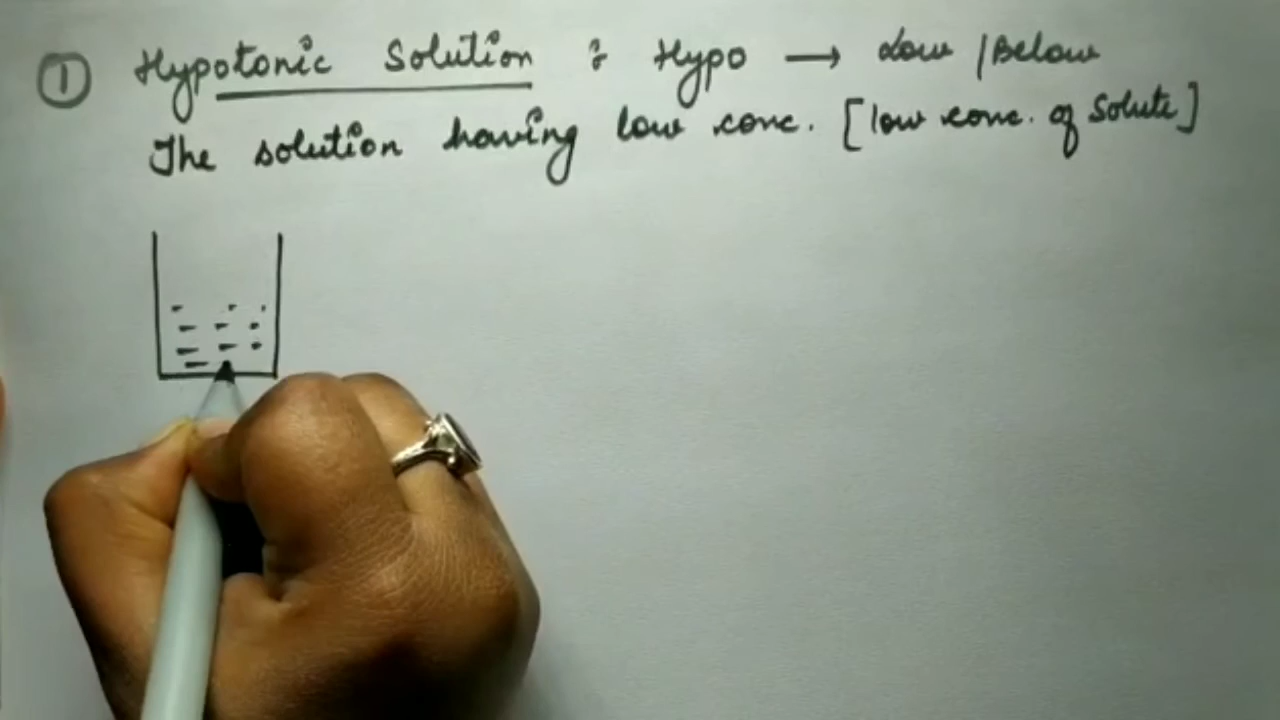 ① Hypotonic Solution : Hypo → Low / Below
The solution having low conc. [low conc. of Solute]